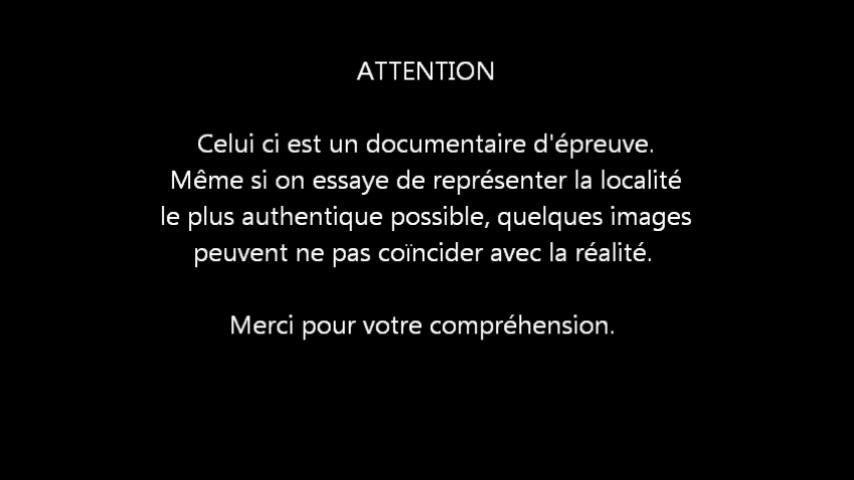 ATTENTION
Celui ci est un documentaire d'épreuve.
Même si on essaye de représenter la localité
le plus authentique possible, quelques images
peuvent ne pas coïncider avec la réalité.
Merci pour votre compréhension.